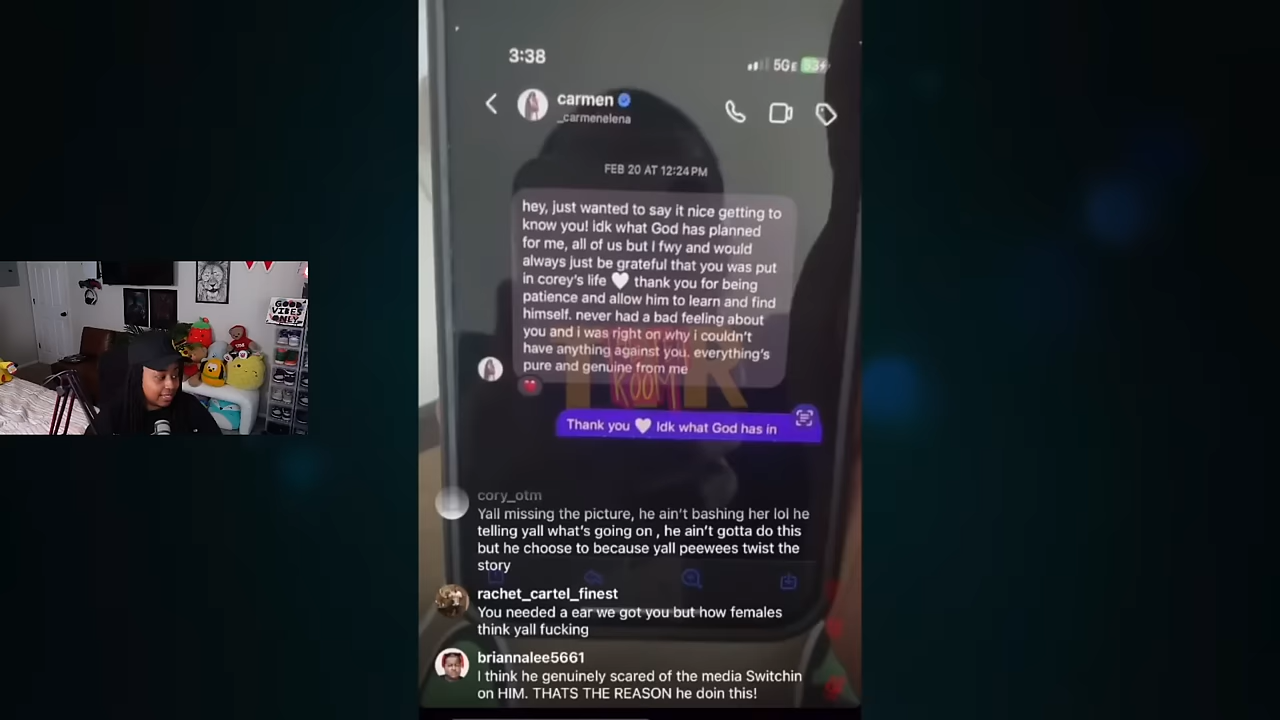 3:38
5GE 53
carmen
_carmenelena
FEB 20 AT 12:24 PM
hey, just wanted to say it nice getting to
know you! idk what God has planned
for me, all of us but I fwy and would
always just be grateful that you was put
in corey's life 🤍 thank you for being
patience and allow him to learn and find
himself. never had a bad feeling about
you and i was right on why i couldn't
have anything against you. everything's
pure and genuine from me
ROOM
Thank you 🤍 Idk what God has in
cory_otm
Yall missing the picture, he ain't bashing her lol he
telling yall what's going on , he ain't gotta do this
but he choose to because yall peewees twist the
story
rachet_cartel_finest
You needed a ear we got you but how females
think yall fucking
briannalee5661
I think he genuinely scared of the media Switchin
on HIM. THATS THE REASON he doin this!
GOOD
VIBES
ONLY